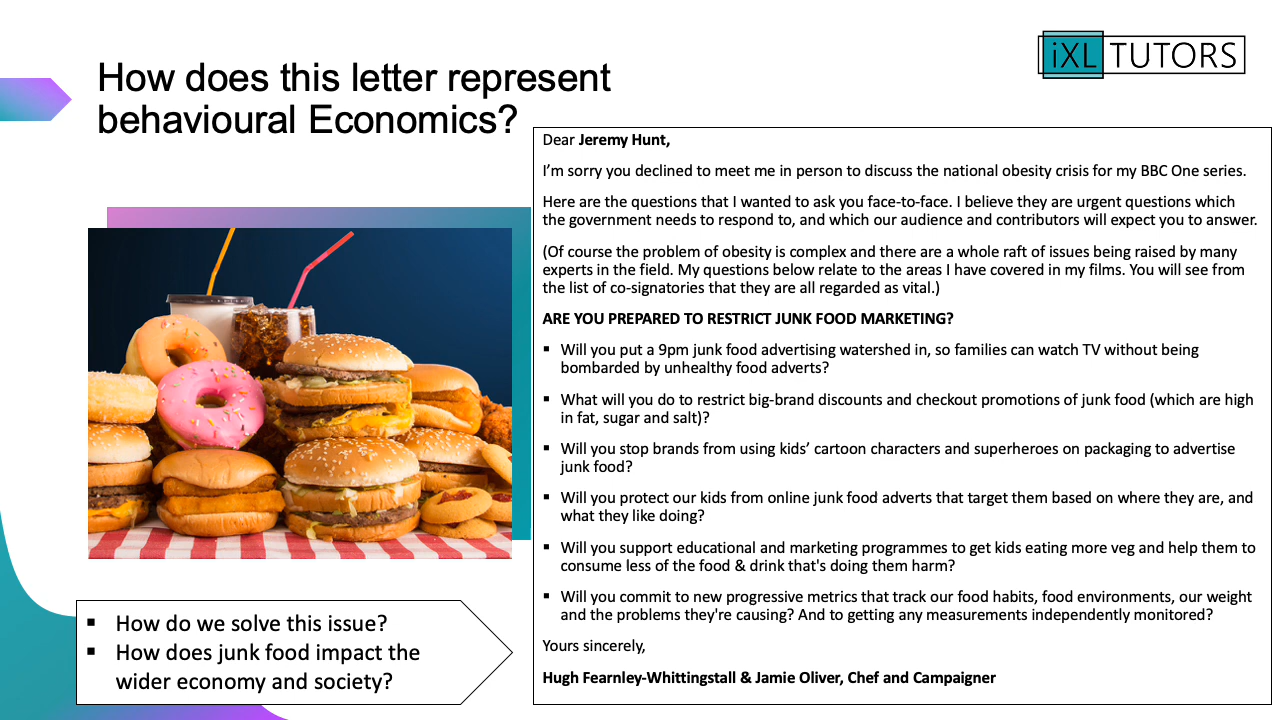 iXL TUTORS
How does this letter represent
behavioural Economics?
Dear Jeremy Hunt,
I’m sorry you declined to meet me in person to discuss the national obesity crisis for my BBC One series.
Here are the questions that I wanted to ask you face-to-face. I believe they are urgent questions which
the government needs to respond to, and which our audience and contributors will expect you to answer.
(Of course the problem of obesity is complex and there are a whole raft of issues being raised by many
experts in the field. My questions below relate to the areas I have covered in my films. You will see from
the list of co-signatories that they are all regarded as vital.)
ARE YOU PREPARED TO RESTRICT JUNK FOOD MARKETING?
▪ Will you put a 9pm junk food advertising watershed in, so families can watch TV without being
bombarded by unhealthy food adverts?
▪ What will you do to restrict big-brand discounts and checkout promotions of junk food (which are high
in fat, sugar and salt)?
▪ Will you stop brands from using kids’ cartoon characters and superheroes on packaging to advertise
junk food?
▪ Will you protect our kids from online junk food adverts that target them based on where they are, and
what they like doing?
▪ Will you support educational and marketing programmes to get kids eating more veg and help them to
consume less of the food & drink that's doing them harm?
▪ Will you commit to new progressive metrics that track our food habits, food environments, our weight
and the problems they're causing? And to getting any measurements independently monitored?
Yours sincerely,
Hugh Fearnley-Whittingstall & Jamie Oliver, Chef and Campaigner
▪ How do we solve this issue?
▪ How does junk food impact the
wider economy and society?